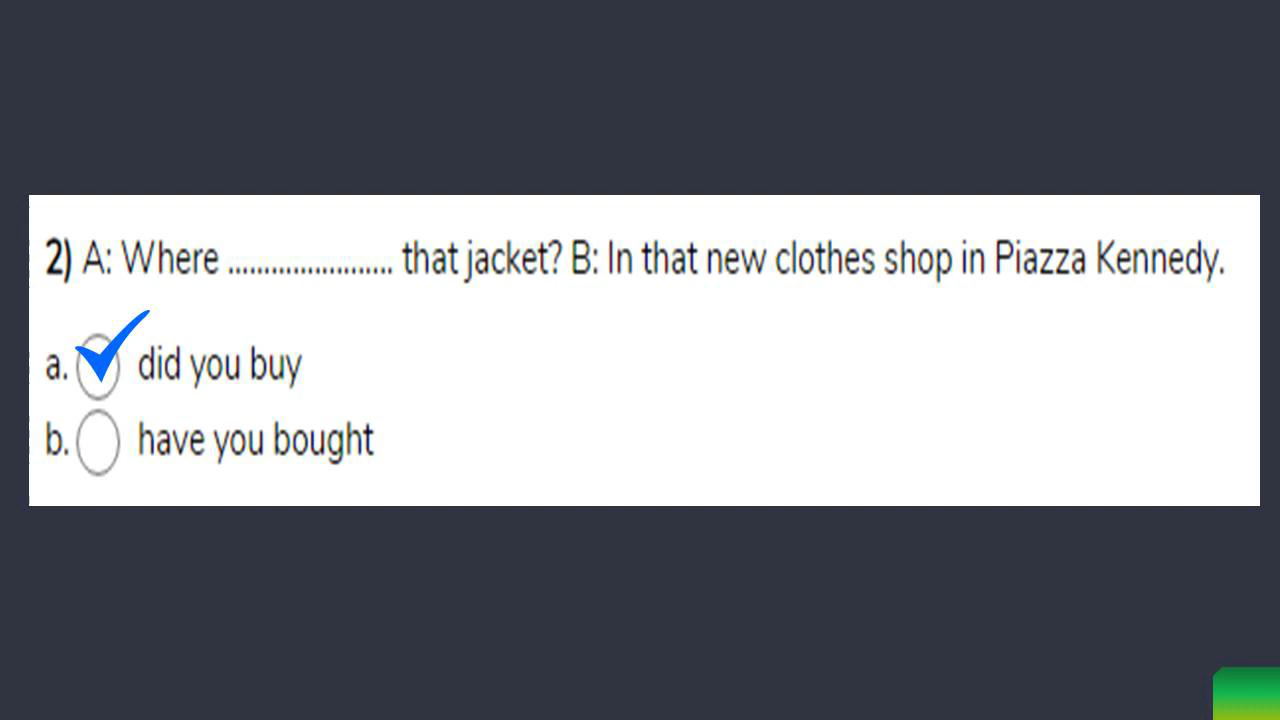 2) A: Where ....................... that jacket? B: In that new clothes shop in Piazza Kennedy.
a. did you buy
b. have you bought